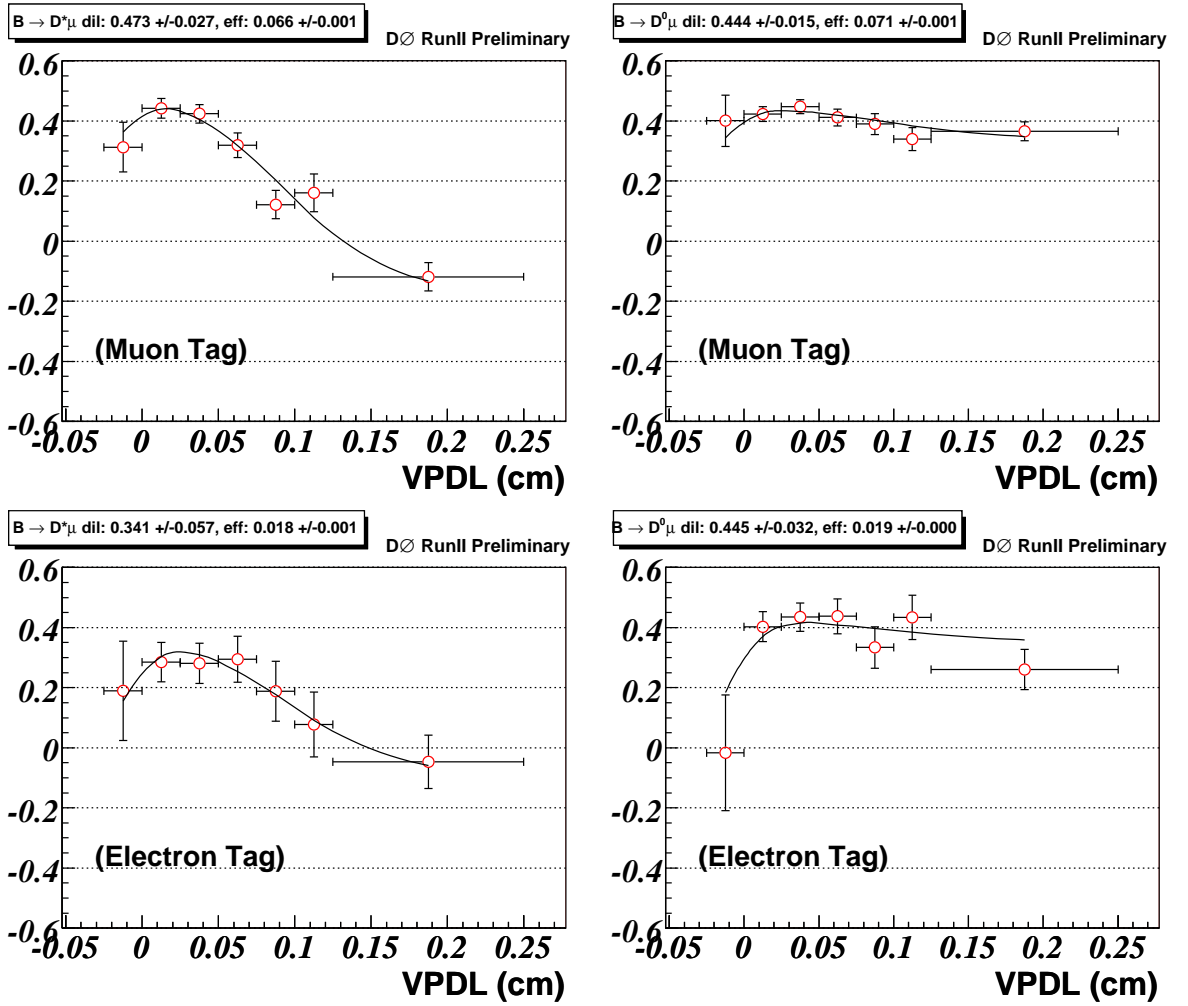 B → D*μ dil: 0.473 +/-0.027, eff: 0.066 +/-0.001
DØ RunII Preliminary
0.6
0.4
0.2
0
-0.2
-0.4
-0.6
(Muon Tag)
-0.05 0 0.05 0.1 0.15 0.2 0.25
VPDL (cm)
B → D⁰μ dil: 0.444 +/-0.015, eff: 0.071 +/-0.001
DØ RunII Preliminary
0.6
0.4
0.2
0
-0.2
-0.4
-0.6
(Muon Tag)
-0.05 0 0.05 0.1 0.15 0.2 0.25
VPDL (cm)
B → D*μ dil: 0.341 +/-0.057, eff: 0.018 +/-0.001
DØ RunII Preliminary
0.6
0.4
0.2
0
-0.2
-0.4
-0.6
(Electron Tag)
-0.05 0 0.05 0.1 0.15 0.2 0.25
VPDL (cm)
B → D⁰μ dil: 0.445 +/-0.032, eff: 0.019 +/-0.000
DØ RunII Preliminary
0.6
0.4
0.2
0
-0.2
-0.4
-0.6
(Electron Tag)
-0.05 0 0.05 0.1 0.15 0.2 0.25
VPDL (cm)